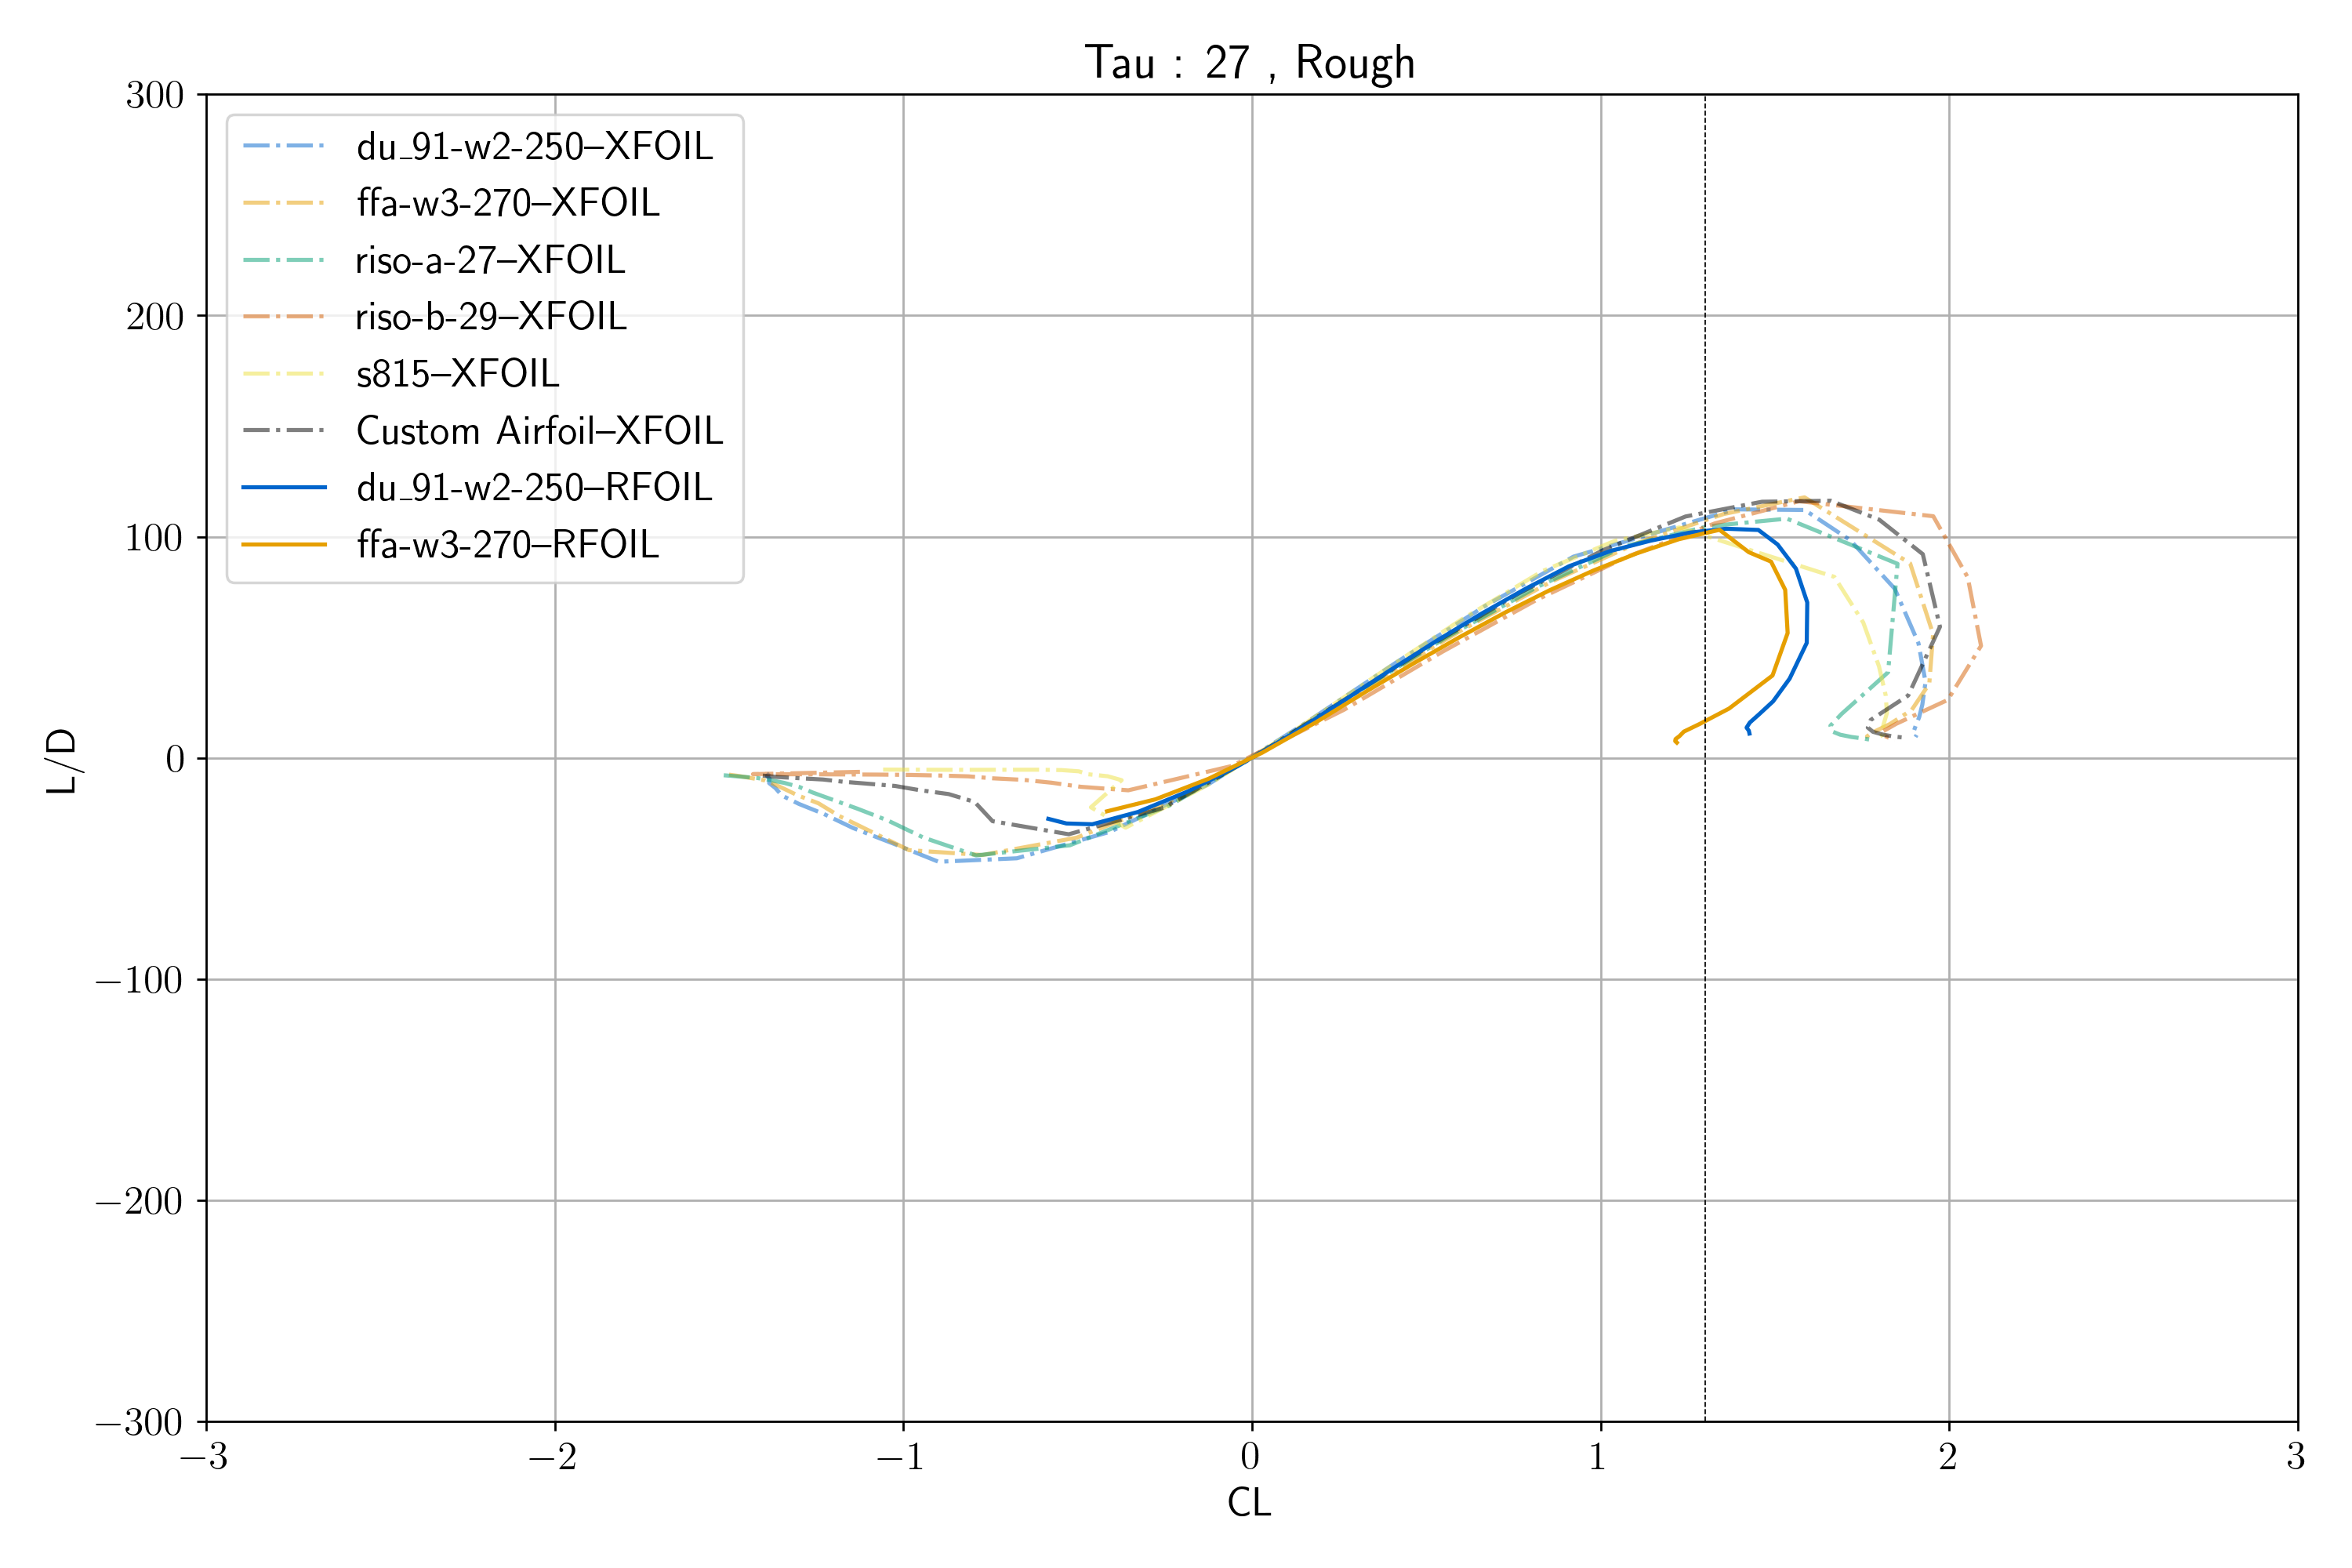 Tau : 27 , Rough
300
200
100
0
−100
−200
−300
L/D
du_91-w2-250–XFOIL
ffa-w3-270–XFOIL
riso-a-27–XFOIL
riso-b-29–XFOIL
s815–XFOIL
Custom Airfoil–XFOIL
du_91-w2-250–RFOIL
ffa-w3-270–RFOIL
−3 −2 −1 0 1 2 3
CL